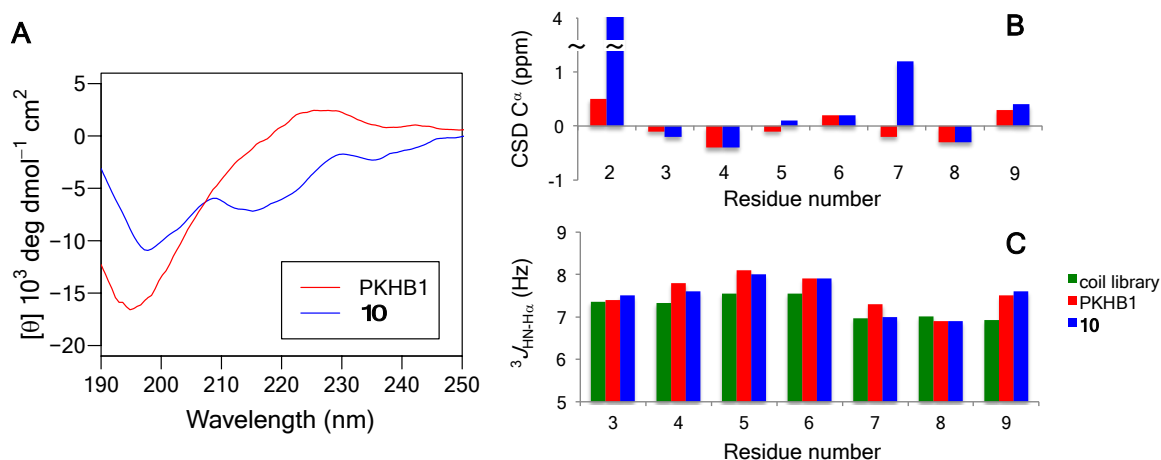 A
[θ] 10³ deg dmol⁻¹ cm²
5
0
−5
−10
−15
−20
190 200 210 220 230 240 250
Wavelength (nm)
PKHB1
10
B
CSD Cᵅ (ppm)
4
~ ~
1
0
-1
2 3 4 5 6 7 8 9
Residue number
C
³J HN-Hα (Hz)
9
8
7
6
5
3 4 5 6 7 8 9
Residue number
coil library
PKHB1
10